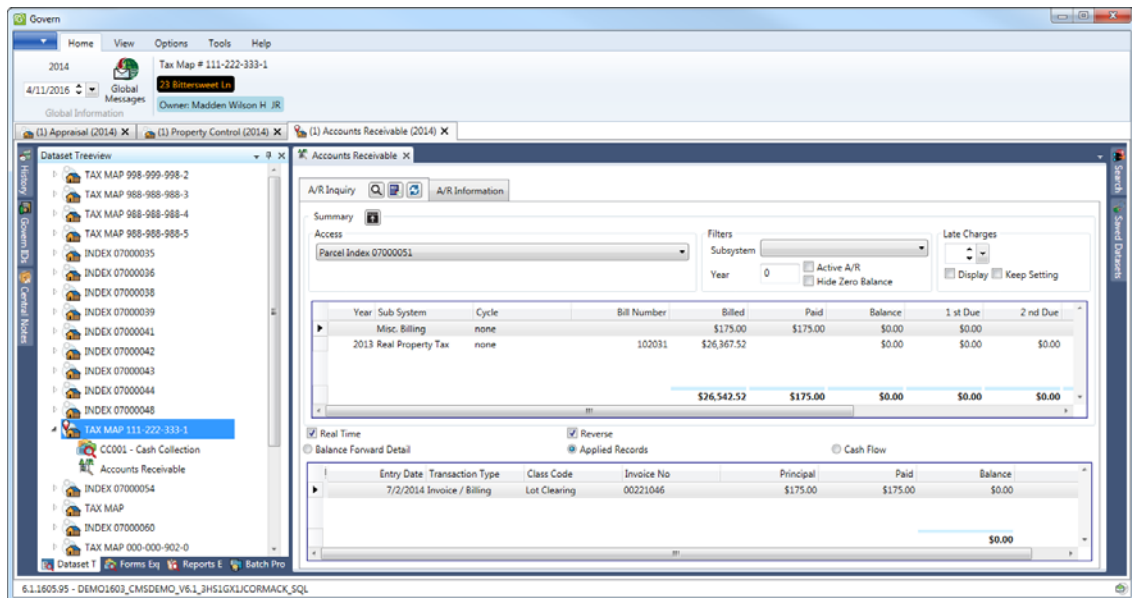 Govern
Home View Options Tools Help
2014
4/11/2016
Global Messages
Tax Map # 111-222-333-1
23 Bittersweet Ln
Owner: Madden Wilson H JR
Global Information
(1) Appraisal (2014) (1) Property Control (2014) (1) Accounts Receivable (2014)
History
Govern IDs
Central Notes
Dataset Treeview
TAX MAP 998-999-998-2
TAX MAP 988-988-988-3
TAX MAP 988-988-988-4
TAX MAP 988-988-988-5
INDEX 07000035
INDEX 07000036
INDEX 07000038
INDEX 07000039
INDEX 07000041
INDEX 07000042
INDEX 07000043
INDEX 07000044
INDEX 07000048
TAX MAP 111-222-333-1
CC001 - Cash Collection
Accounts Receivable
INDEX 07000054
TAX MAP
INDEX 07000060
TAX MAP 000-000-902-0
Dataset T Forms Eq Reports E Batch Pro
Accounts Receivable
A/R Inquiry A/R Information
Summary
Access
Parcel Index 07000051
Filters
Subsystem
Year 0
Active A/R
Hide Zero Balance
Late Charges
Display Keep Setting
Year Sub System Cycle Bill Number Billed Paid Balance 1 st Due 2 nd Due
Misc. Billing none $175.00 $175.00 $0.00 $0.00
2013 Real Property Tax none 102031 $26,367.52 $0.00 $0.00 $0.00
$26,542.52 $175.00 $0.00 $0.00 $0.00
Real Time Reverse
Balance Forward Detail Applied Records Cash Flow
Entry Date Transaction Type Class Code Invoice No Principal Paid Balance
7/2/2014 Invoice / Billing Lot Clearing 00221046 $175.00 $175.00 $0.00
$0.00
Search
Saved Datasets
6.1.1605.95 - DEMO1603_CMSDEMO_V6.1_3HS1GX1JCORMACK_SQL